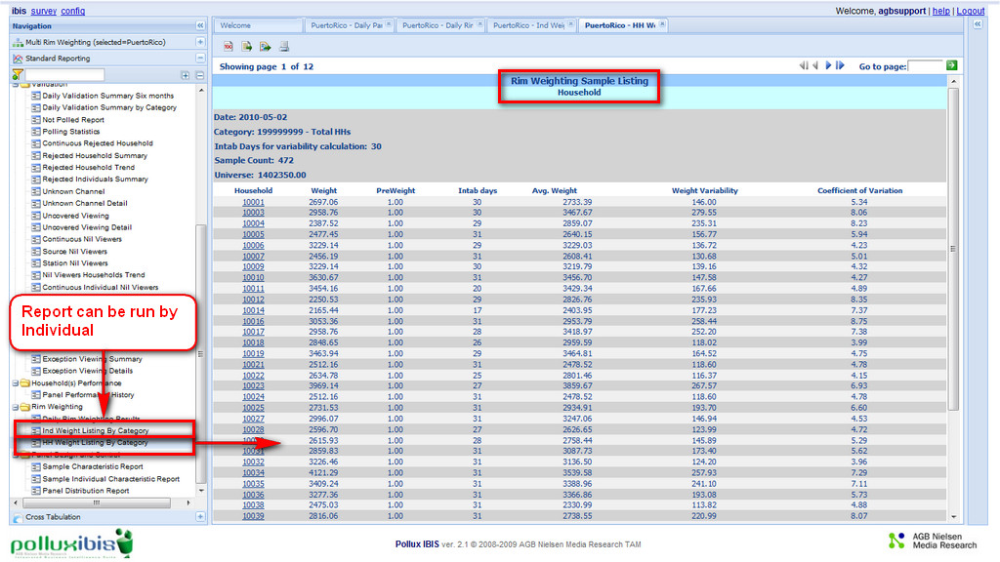 ibis survey config
Welcome, agbsupport | help | Logout
Navigation
Multi Rim Weighting (selected=PuertoRico)
Standard Reporting
Validation
Daily Validation Summary Six months
Daily Validation Summary by Category
Not Polled Report
Polling Statistics
Continuous Rejected Household
Rejected Household Summary
Rejected Household Trend
Rejected Individuals Summary
Unknown Channel
Unknown Channel Detail
Uncovered Viewing
Uncovered Viewing Detail
Continuous Nil Viewers
Source Nil Viewers
Station Nil Viewers
Nil Viewers Households Trend
Continuous Individual Nil Viewers
Report can be run by
Individual
Exception Viewing Summary
Exception Viewing Details
Household(s) Performance
Panel Performance History
Rim Weighting
Daily Rim Weighting Results
Ind Weight Listing By Category
HH Weight Listing By Category
Panel Design and Control
Sample Characteristic Report
Sample Individual Characteristic Report
Panel Distribution Report
Cross Tabulation
Welcome PuertoRico - Daily Pa PuertoRico - Daily Ri PuertoRico - Ind Wei PuertoRico - HH W
Showing page 1 of 12
Go to page:
Rim Weighting Sample Listing
Household
Date: 2010-05-02
Category: 199999999 - Total HHs
Intab Days for variability calculation: 30
Sample Count: 472
Universe: 1402350.00
Household Weight PreWeight Intab days Avg. Weight Weight Variability Coefficient of Variation
10001 2697.06 1.00 30 2733.39 146.00 5.34
10003 2958.76 1.00 30 3467.67 279.55 8.06
10004 2387.52 1.00 29 2859.07 235.31 8.23
10005 2477.45 1.00 31 2640.15 156.77 5.94
10006 3229.14 1.00 29 3229.03 136.72 4.23
10007 2456.19 1.00 31 2608.41 130.68 5.01
10009 3229.14 1.00 30 3219.79 139.16 4.32
10010 3630.67 1.00 31 3456.70 147.58 4.27
10011 3454.16 1.00 20 3429.34 167.66 4.89
10012 2250.53 1.00 29 2826.76 235.93 8.35
10014 2165.44 1.00 17 2403.95 177.23 7.37
10016 3053.36 1.00 31 2953.79 258.44 8.75
10017 2958.76 1.00 28 3418.97 252.20 7.38
10018 2848.65 1.00 26 2959.59 118.02 3.99
10019 3463.94 1.00 29 3464.81 164.52 4.75
10021 2512.16 1.00 31 2478.52 118.60 4.78
10022 2634.78 1.00 25 2801.46 116.37 4.15
10023 3969.14 1.00 27 3859.67 267.57 6.93
10024 2512.16 1.00 31 2478.52 118.60 4.78
10025 2731.53 1.00 31 2934.91 193.70 6.60
10027 2996.07 1.00 31 3247.06 146.94 4.53
10028 2596.70 1.00 27 2626.65 123.99 4.72
2615.93 1.00 28 2758.44 145.89 5.29
10031 2859.83 1.00 31 3087.73 173.40 5.62
10032 3226.46 1.00 31 3136.50 124.20 3.96
10034 4121.29 1.00 31 3539.58 257.93 7.29
10035 3409.24 1.00 31 3388.96 241.10 7.11
10036 3277.36 1.00 31 3366.86 193.08 5.73
10038 2475.03 1.00 31 2330.99 113.82 4.88
10039 2816.06 1.00 31 2738.55 220.99 8.07
polluxibis
Pollux IBIS ver. 2.1 © 2008-2009 AGB Nielsen Media Research TAM
AGB Nielsen
Media Research